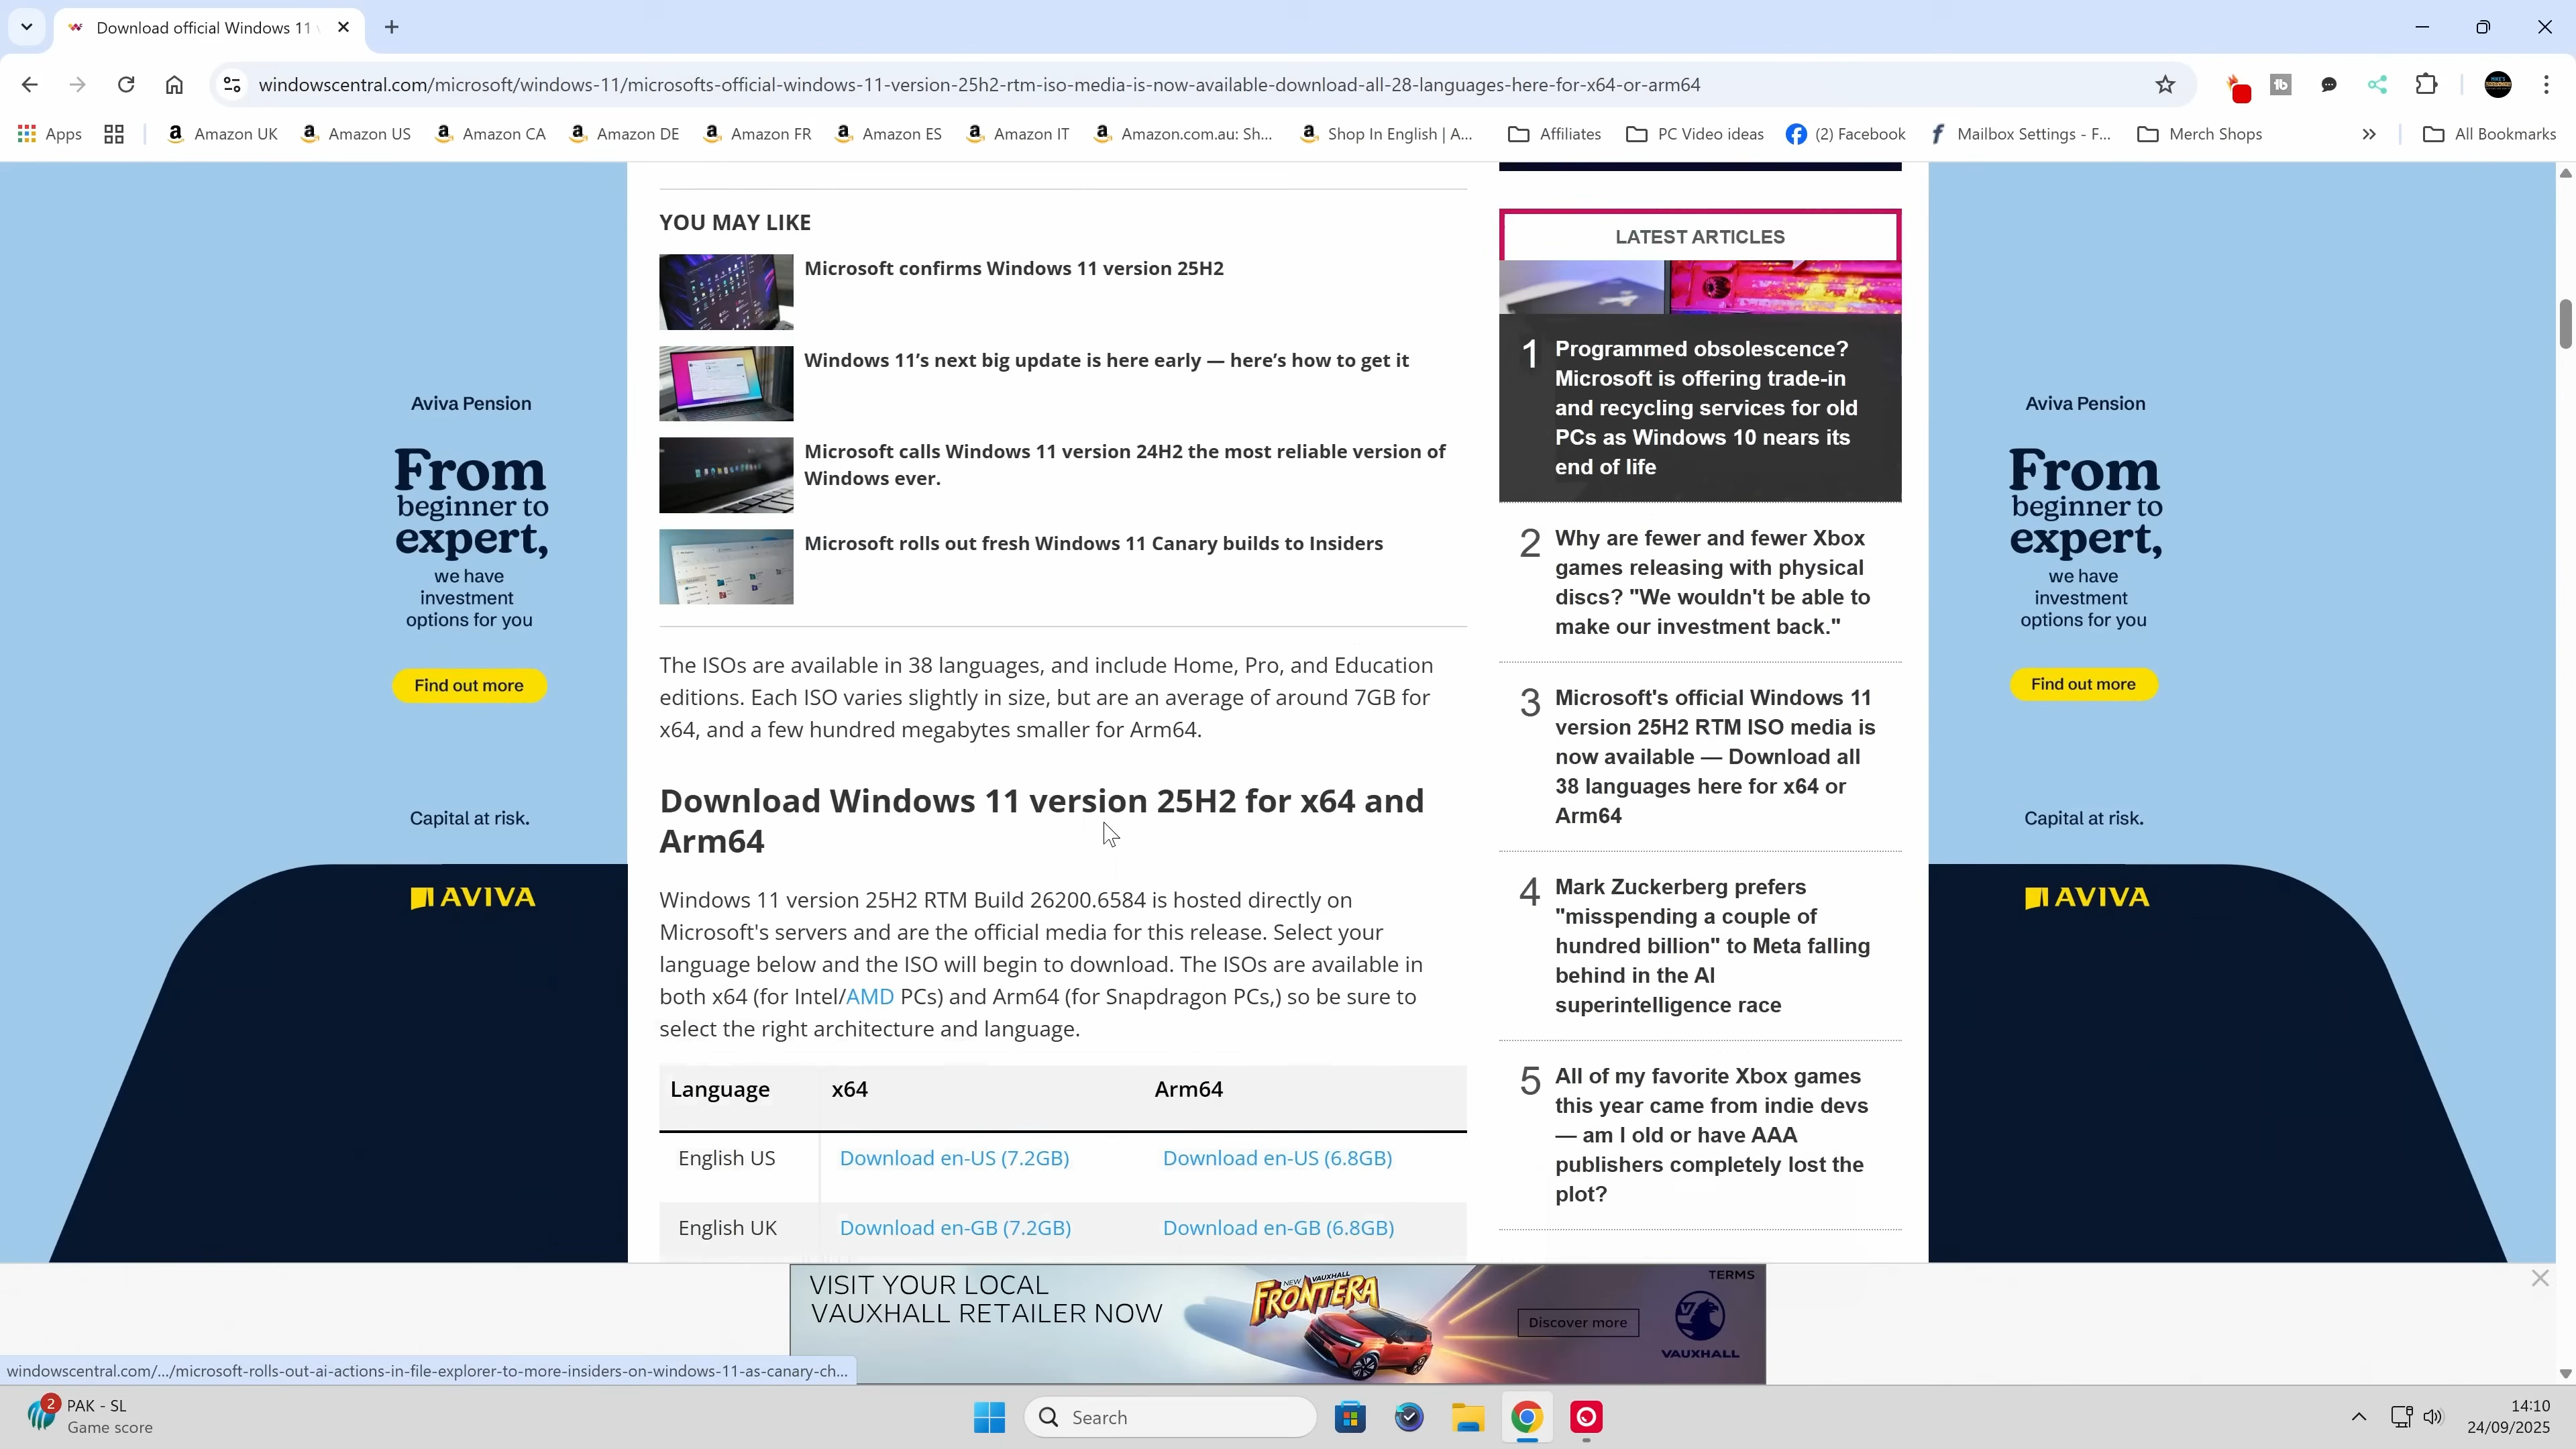 Download official Windows 11
windowscentral.com/microsoft/windows-11/microsofts-official-windows-11-version-25h2-rtm-iso-media-is-now-available-download-all-28-languages-here-for-x64-or-arm64
Apps
Amazon UK
Amazon US
Amazon CA
Amazon DE
Amazon FR
Amazon ES
Amazon IT
Amazon.com.au: Sh...
Shop In English | A...
Affiliates
PC Video ideas
(2) Facebook
Mailbox Settings - F...
Merch Shops
All Bookmarks
Aviva Pension
From
beginner to
expert,
we have
investment
options for you
Find out more
Capital at risk.
AVIVA
YOU MAY LIKE
Microsoft confirms Windows 11 version 25H2
Windows 11’s next big update is here early — here’s how to get it
Microsoft calls Windows 11 version 24H2 the most reliable version of
Windows ever.
Microsoft rolls out fresh Windows 11 Canary builds to Insiders
The ISOs are available in 38 languages, and include Home, Pro, and Education
editions. Each ISO varies slightly in size, but are an average of around 7GB for
x64, and a few hundred megabytes smaller for Arm64.
Download Windows 11 version 25H2 for x64 and
Arm64
Windows 11 version 25H2 RTM Build 26200.6584 is hosted directly on
Microsoft's servers and are the official media for this release. Select your
language below and the ISO will begin to download. The ISOs are available in
both x64 (for Intel/AMD PCs) and Arm64 (for Snapdragon PCs,) so be sure to
select the right architecture and language.
Language x64 Arm64
English US Download en-US (7.2GB) Download en-US (6.8GB)
English UK Download en-GB (7.2GB) Download en-GB (6.8GB)
LATEST ARTICLES
1 Programmed obsolescence?
Microsoft is offering trade-in
and recycling services for old
PCs as Windows 10 nears its
end of life
2 Why are fewer and fewer Xbox
games releasing with physical
discs? "We wouldn't be able to
make our investment back."
3 Microsoft's official Windows 11
version 25H2 RTM ISO media is
now available — Download all
38 languages here for x64 or
Arm64
4 Mark Zuckerberg prefers
"misspending a couple of
hundred billion" to Meta falling
behind in the AI
superintelligence race
5 All of my favorite Xbox games
this year came from indie devs
— am I old or have AAA
publishers completely lost the
plot?
Aviva Pension
From
beginner to
expert,
we have
investment
options for you
Find out more
Capital at risk.
AVIVA
VISIT YOUR LOCAL
VAUXHALL RETAILER NOW
NEW VAUXHALL
FRONTERA
Discover more
TERMS
VAUXHALL
windowscentral.com/.../microsoft-rolls-out-ai-actions-in-file-explorer-to-more-insiders-on-windows-11-as-canary-ch...
2
PAK - SL
Game score
Search
14:10
24/09/2025